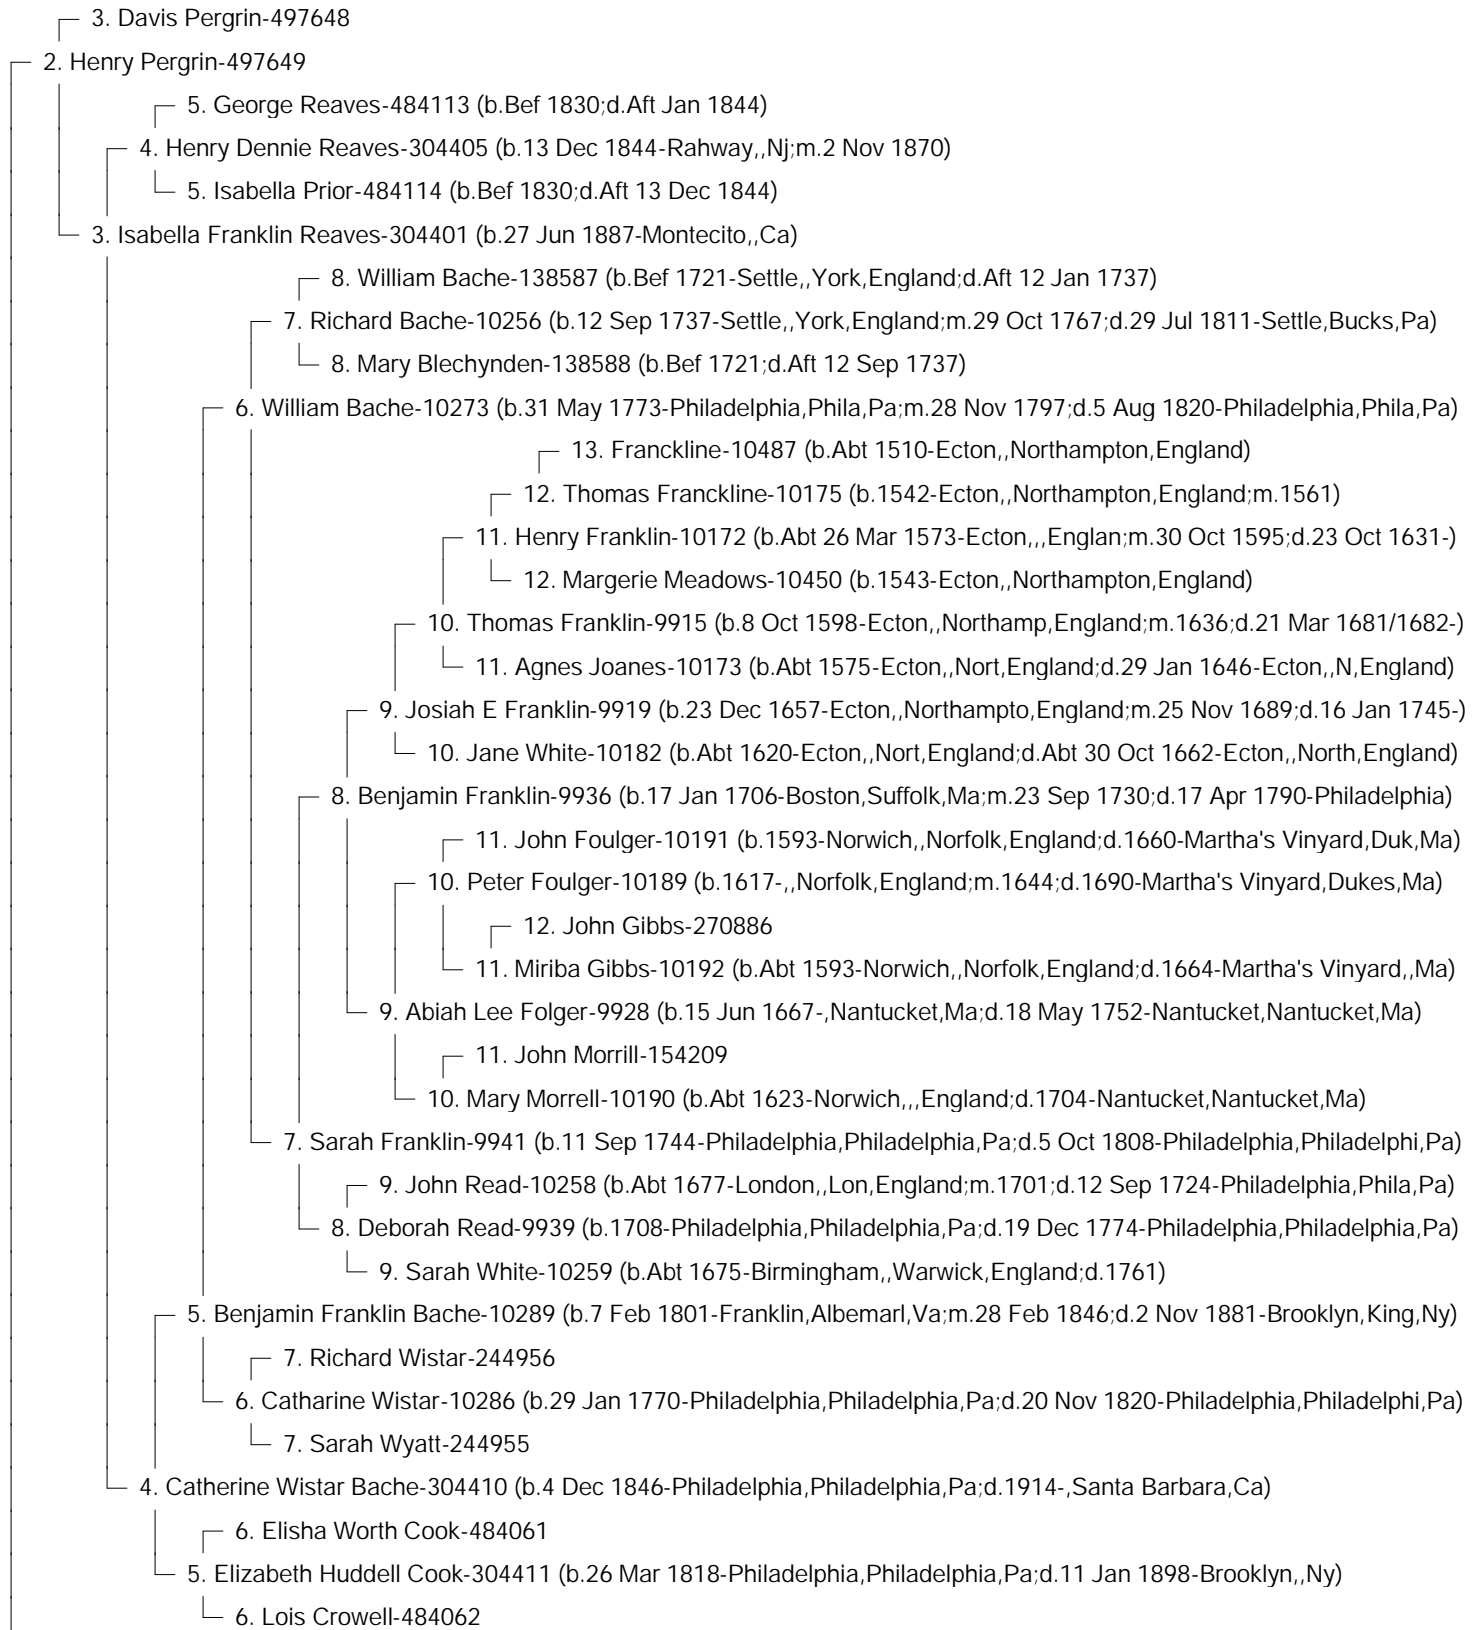 3. Davis Pergrin-497648
2. Henry Pergrin-497649
5. George Reaves-484113 (b.Bef 1830;d.Aft Jan 1844)
4. Henry Dennie Reaves-304405 (b.13 Dec 1844-Rahway,,Nj;m.2 Nov 1870)
5. Isabella Prior-484114 (b.Bef 1830;d.Aft 13 Dec 1844)
3. Isabella Franklin Reaves-304401 (b.27 Jun 1887-Montecito,,Ca)
8. William Bache-138587 (b.Bef 1721-Settle,,York,England;d.Aft 12 Jan 1737)
7. Richard Bache-10256 (b.12 Sep 1737-Settle,,York,England;m.29 Oct 1767;d.29 Jul 1811-Settle,Bucks,Pa)
8. Mary Blechynden-138588 (b.Bef 1721;d.Aft 12 Sep 1737)
6. William Bache-10273 (b.31 May 1773-Philadelphia,Phila,Pa;m.28 Nov 1797;d.5 Aug 1820-Philadelphia,Phila,Pa)
13. Franckline-10487 (b.Abt 1510-Ecton,,Northampton,England)
12. Thomas Franckline-10175 (b.1542-Ecton,,Northampton,England;m.1561)
11. Henry Franklin-10172 (b.Abt 26 Mar 1573-Ecton,,,Englan;m.30 Oct 1595;d.23 Oct 1631-)
12. Margerie Meadows-10450 (b.1543-Ecton,,Northampton,England)
10. Thomas Franklin-9915 (b.8 Oct 1598-Ecton,,Northamp,England;m.1636;d.21 Mar 1681/1682-)
11. Agnes Joanes-10173 (b.Abt 1575-Ecton,,Nort,England;d.29 Jan 1646-Ecton,,N,England)
9. Josiah E Franklin-9919 (b.23 Dec 1657-Ecton,,Northampto,England;m.25 Nov 1689;d.16 Jan 1745-)
10. Jane White-10182 (b.Abt 1620-Ecton,,Nort,England;d.Abt 30 Oct 1662-Ecton,,North,England)
8. Benjamin Franklin-9936 (b.17 Jan 1706-Boston,Suffolk,Ma;m.23 Sep 1730;d.17 Apr 1790-Philadelphia)
11. John Foulger-10191 (b.1593-Norwich,,Norfolk,England;d.1660-Martha's Vinyard,Duk,Ma)
10. Peter Foulger-10189 (b.1617-,,Norfolk,England;m.1644;d.1690-Martha's Vinyard,Dukes,Ma)
12. John Gibbs-270886
11. Miriba Gibbs-10192 (b.Abt 1593-Norwich,,Norfolk,England;d.1664-Martha's Vinyard,,Ma)
9. Abiah Lee Folger-9928 (b.15 Jun 1667-,Nantucket,Ma;d.18 May 1752-Nantucket,Nantucket,Ma)
11. John Morrill-154209
10. Mary Morrell-10190 (b.Abt 1623-Norwich,,,England;d.1704-Nantucket,Nantucket,Ma)
7. Sarah Franklin-9941 (b.11 Sep 1744-Philadelphia,Philadelphia,Pa;d.5 Oct 1808-Philadelphia,Philadelphi,Pa)
9. John Read-10258 (b.Abt 1677-London,,Lon,England;m.1701;d.12 Sep 1724-Philadelphia,Phila,Pa)
8. Deborah Read-9939 (b.1708-Philadelphia,Philadelphia,Pa;d.19 Dec 1774-Philadelphia,Philadelphia,Pa)
9. Sarah White-10259 (b.Abt 1675-Birmingham,,Warwick,England;d.1761)
5. Benjamin Franklin Bache-10289 (b.7 Feb 1801-Franklin,Albemarl,Va;m.28 Feb 1846;d.2 Nov 1881-Brooklyn,King,Ny)
7. Richard Wistar-244956
6. Catharine Wistar-10286 (b.29 Jan 1770-Philadelphia,Philadelphia,Pa;d.20 Nov 1820-Philadelphia,Philadelphi,Pa)
7. Sarah Wyatt-244955
4. Catherine Wistar Bache-304410 (b.4 Dec 1846-Philadelphia,Philadelphia,Pa;d.1914-,Santa Barbara,Ca)
6. Elisha Worth Cook-484061
5. Elizabeth Huddell Cook-304411 (b.26 Mar 1818-Philadelphia,Philadelphia,Pa;d.11 Jan 1898-Brooklyn,,Ny)
6. Lois Crowell-484062